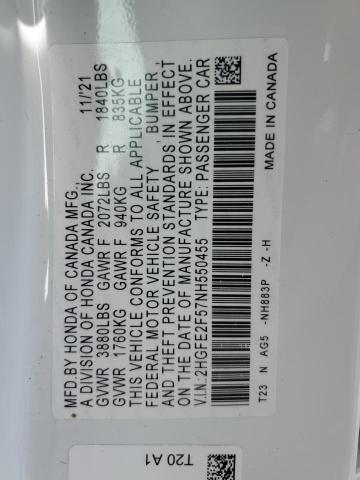 MFD.BY HONDA OF CANADA MFG., 11/'21
A DIVISION OF HONDA CANADA INC.
GVWR 3880LBS GAWR F 2072LBS R 1840LBS
GVWR 1760KG GAWR F 940KG R 835KG
THIS VEHICLE CONFORMS TO ALL APPLICABLE
FEDERAL MOTOR VEHICLE SAFETY, BUMPER,
AND THEFT PREVENTION STANDARDS IN EFFECT
ON THE DATE OF MANUFACTURE SHOWN ABOVE.
V.I.N: 2HGFE2F57NH550455 TYPE: PASSENGER CAR
T23 N AG5 -NH883P -Z -H MADE IN CANADA
T20 A1